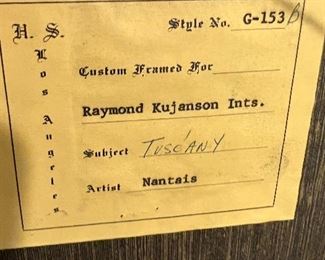 H. S.
Los Angeles
Style No. G-153 B
Custom Framed For
Raymond Kujanson Ints.
Subject TUSCANY
Artist Nantais